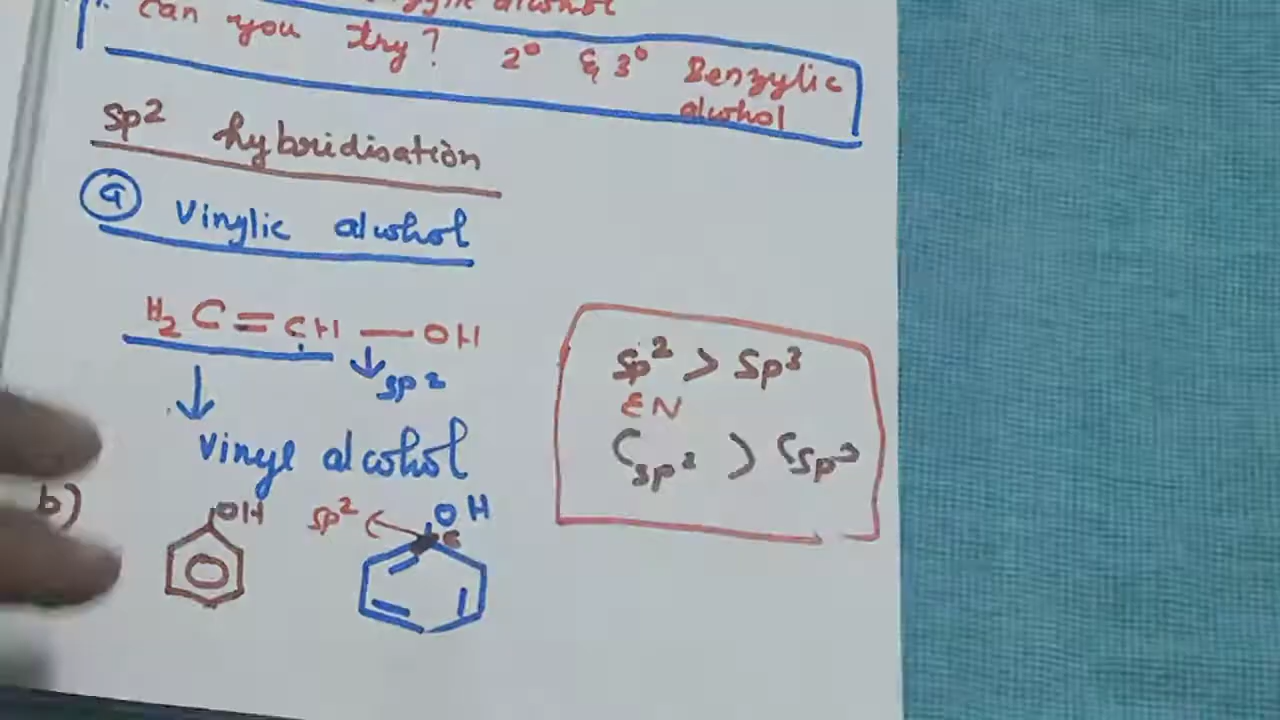 alcohol
can you try? 2° & 3° Benzylic
alcohol
Sp² hybridisation
a Vinylic alcohol
H₂C=CH—OH
sp²
vinyl alcohol
sp² > sp³
EN
Csp² > Csp³
b) OH sp² OH